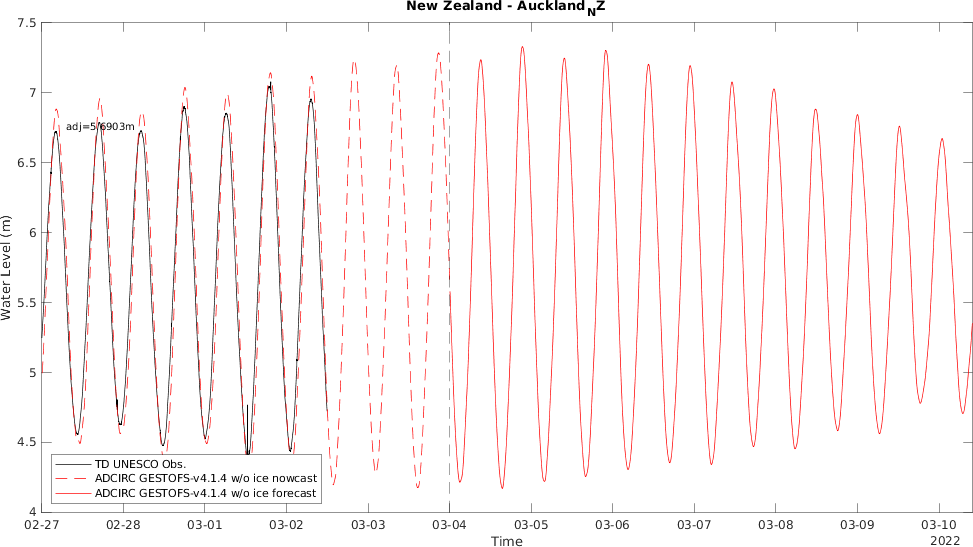 New Zealand - Auckland_NZ
7.5
7
6.5
6
5.5
5
4.5
4
Water Level (m)
adj=5.6903m
TD UNESCO Obs.
ADCIRC GESTOFS-v4.1.4 w/o ice nowcast
ADCIRC GESTOFS-v4.1.4 w/o ice forecast
02-27 02-28 03-01 03-02 03-03 03-04 03-05 03-06 03-07 03-08 03-09 03-10
Time
2022